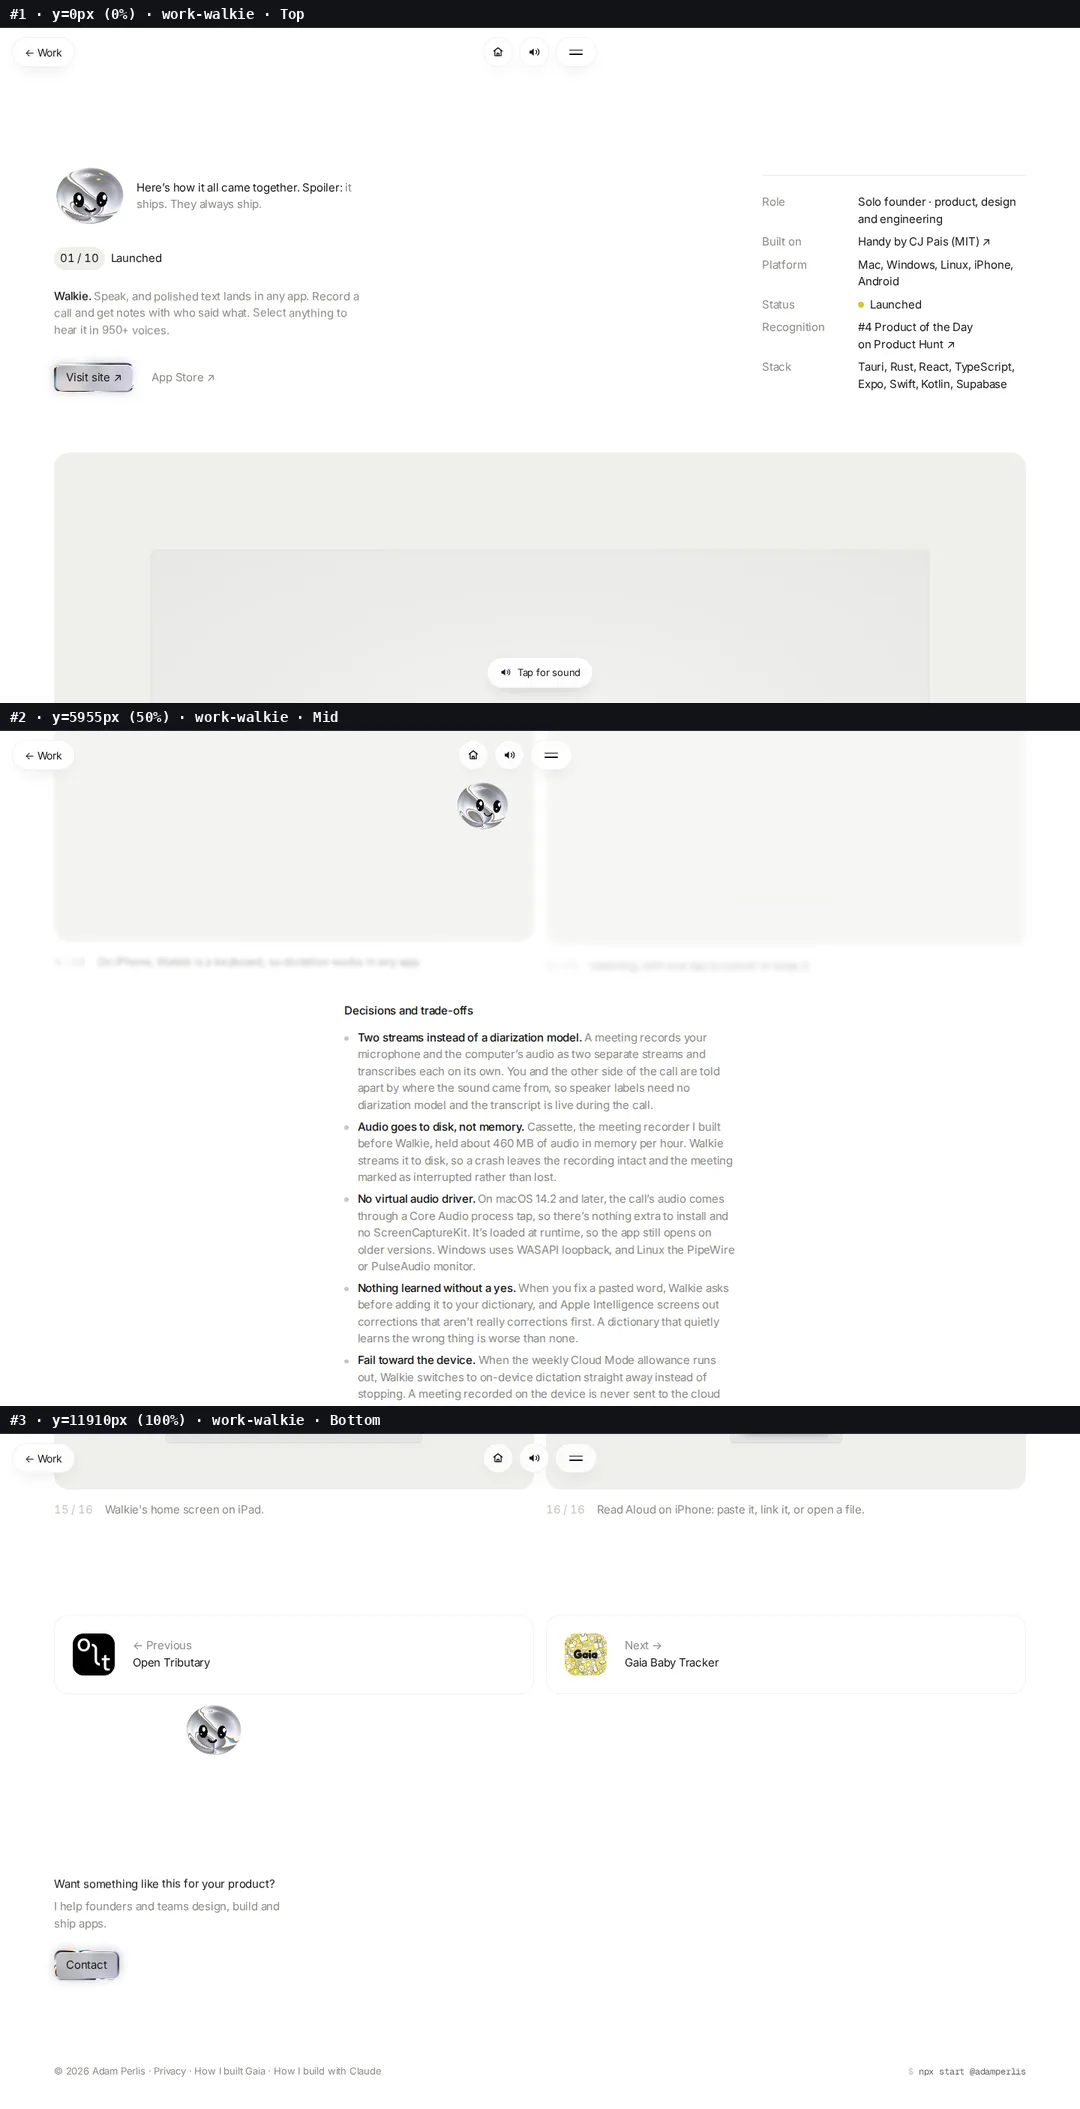 #1 · y=0px (0%) · work-walkie · Top
← Work
Here's how it all came together. Spoiler: it
ships. They always ship.
01 / 10 Launched
Walkie. Speak, and polished text lands in any app. Record a
call and get notes with who said what. Select anything to
hear it in 950+ voices.
Visit site ↗ App Store ↗
Role Solo founder · product, design
and engineering
Built on Handy by CJ Pais (MIT) ↗
Platform Mac, Windows, Linux, iPhone,
Android
Status Launched
Recognition #4 Product of the Day
on Product Hunt ↗
Stack Tauri, Rust, React, TypeScript,
Expo, Swift, Kotlin, Supabase
Tap for sound
#2 · y=5955px (50%) · work-walkie · Mid
← Work
On iPhone, Walkie is a keyboard, so dictation works in any app.
Decisions and trade-offs
Two streams instead of a diarization model. A meeting records your
microphone and the computer's audio as two separate streams and
transcribes each on its own. You and the other side of the call are told
apart by where the sound came from, so speaker labels need no
diarization model and the transcript is live during the call.
Audio goes to disk, not memory. Cassette, the meeting recorder I built
before Walkie, held about 460 MB of audio in memory per hour. Walkie
streams it to disk, so a crash leaves the recording intact and the meeting
marked as interrupted rather than lost.
No virtual audio driver. On macOS 14.2 and later, the call's audio comes
through a Core Audio process tap, so there's nothing extra to install and
no ScreenCaptureKit. It's loaded at runtime, so the app still opens on
older versions. Windows uses WASAPI loopback, and Linux the PipeWire
or PulseAudio monitor.
Nothing learned without a yes. When you fix a pasted word, Walkie asks
before adding it to your dictionary, and Apple Intelligence screens out
corrections that aren't really corrections first. A dictionary that quietly
learns the wrong thing is worse than none.
Fail toward the device. When the weekly Cloud Mode allowance runs
out, Walkie switches to on-device dictation straight away instead of
stopping. A meeting recorded on the device is never sent to the cloud
#3 · y=11910px (100%) · work-walkie · Bottom
← Work
15 / 16 Walkie's home screen on iPad.
16 / 16 Read Aloud on iPhone: paste it, link it, or open a file.
olt
← Previous
Open Tributary
Gaia
Next →
Gaia Baby Tracker
Want something like this for your product?
I help founders and teams design, build and
ship apps.
Contact
© 2026 Adam Perlis · Privacy · How I built Gaia · How I build with Claude
$ npx start @adamperlis